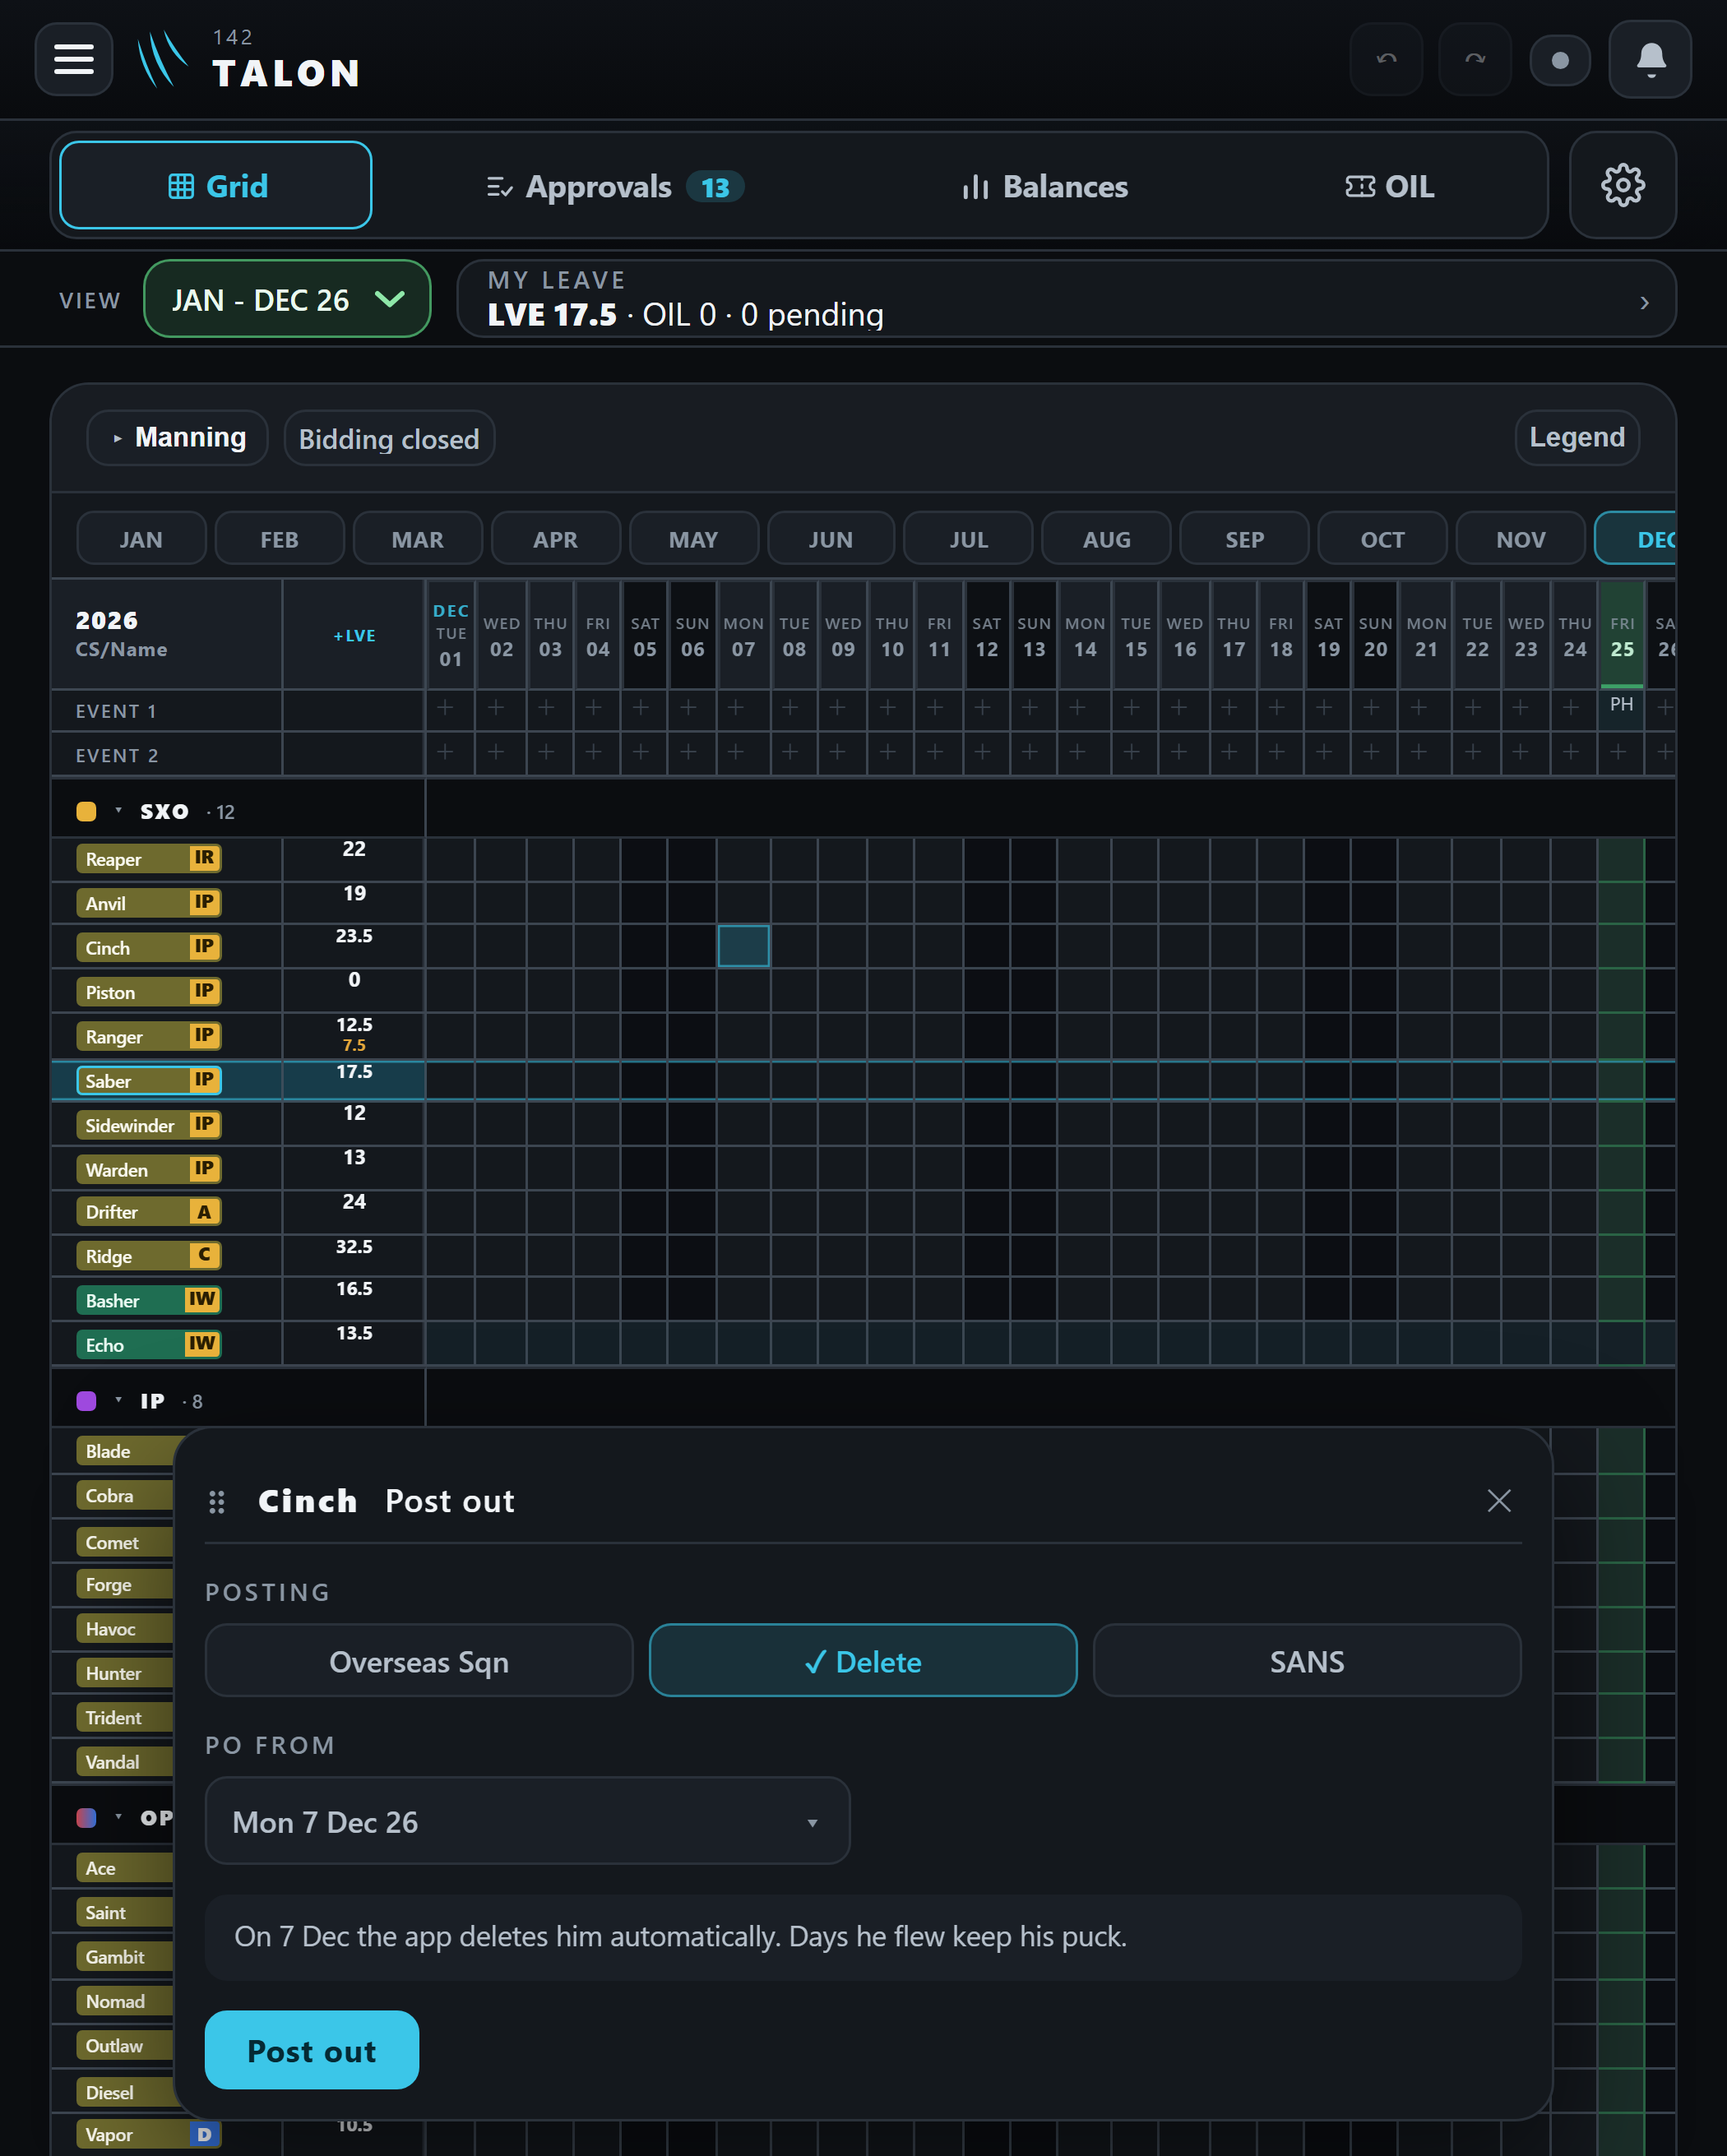 142
TALON
Grid
Approvals 13
Balances
OIL
VIEW
JAN - DEC 26
MY LEAVE
LVE 17.5 · OIL 0 · 0 pending
Manning
Bidding closed
Legend
JAN FEB MAR APR MAY JUN JUL AUG SEP OCT NOV DEC
2026
CS/Name
+LVE
DEC
TUE WED THU FRI SAT SUN MON TUE WED THU FRI SAT SUN MON TUE WED THU FRI SAT SUN MON TUE WED THU FRI SA
01 02 03 04 05 06 07 08 09 10 11 12 13 14 15 16 17 18 19 20 21 22 23 24 25 26
EVENT 1 PH
EVENT 2
SXO · 12
Reaper IR 22
Anvil IP 19
Cinch IP 23.5
Piston IP 0
Ranger IP 12.5
7.5
Saber IP 17.5
Sidewinder IP 12
Warden IP 13
Drifter A 24
Ridge C 32.5
Basher IW 16.5
Echo IW 13.5
IP · 8
Blade
Cobra
Comet
Forge
Havoc
Hunter
Trident
Vandal
OP
Ace
Saint
Gambit
Nomad
Outlaw
Diesel
Vapor D 10.5
Cinch Post out
POSTING
Overseas Sqn
✓ Delete
SANS
PO FROM
Mon 7 Dec 26
On 7 Dec the app deletes him automatically. Days he flew keep his puck.
Post out